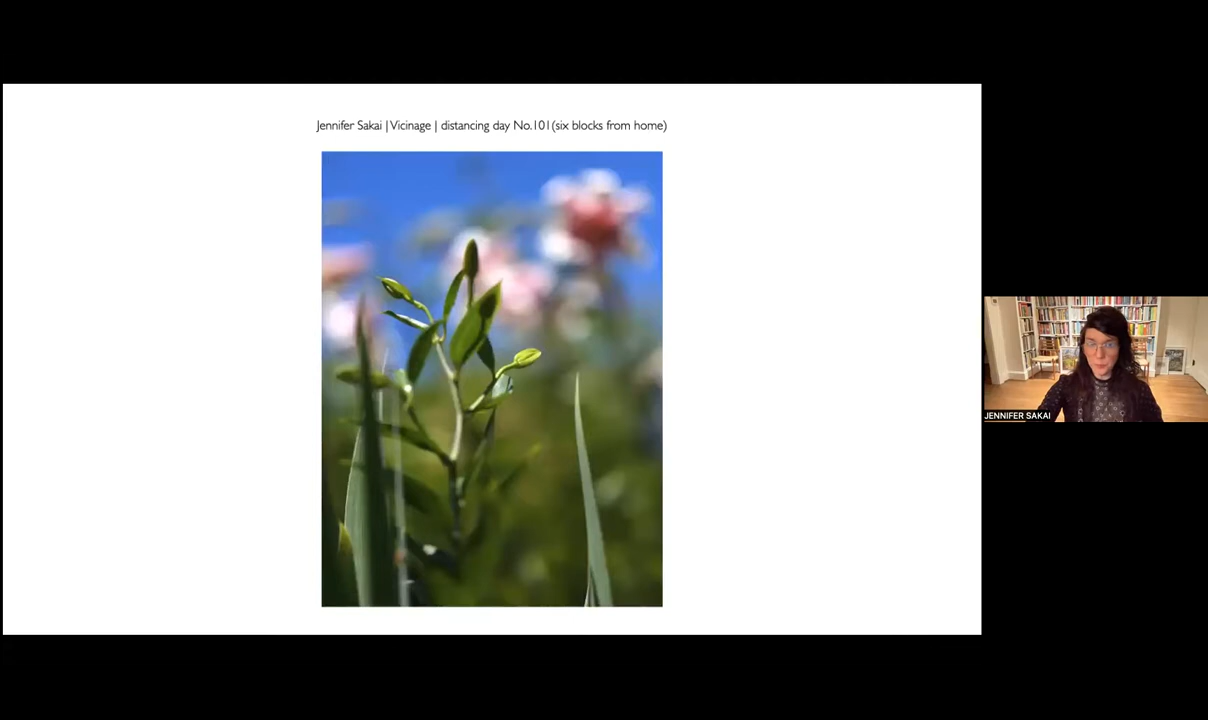 Jennifer Sakai | Vicinage | distancing day No.101(six blocks from home)
JENNIFER SAKAI